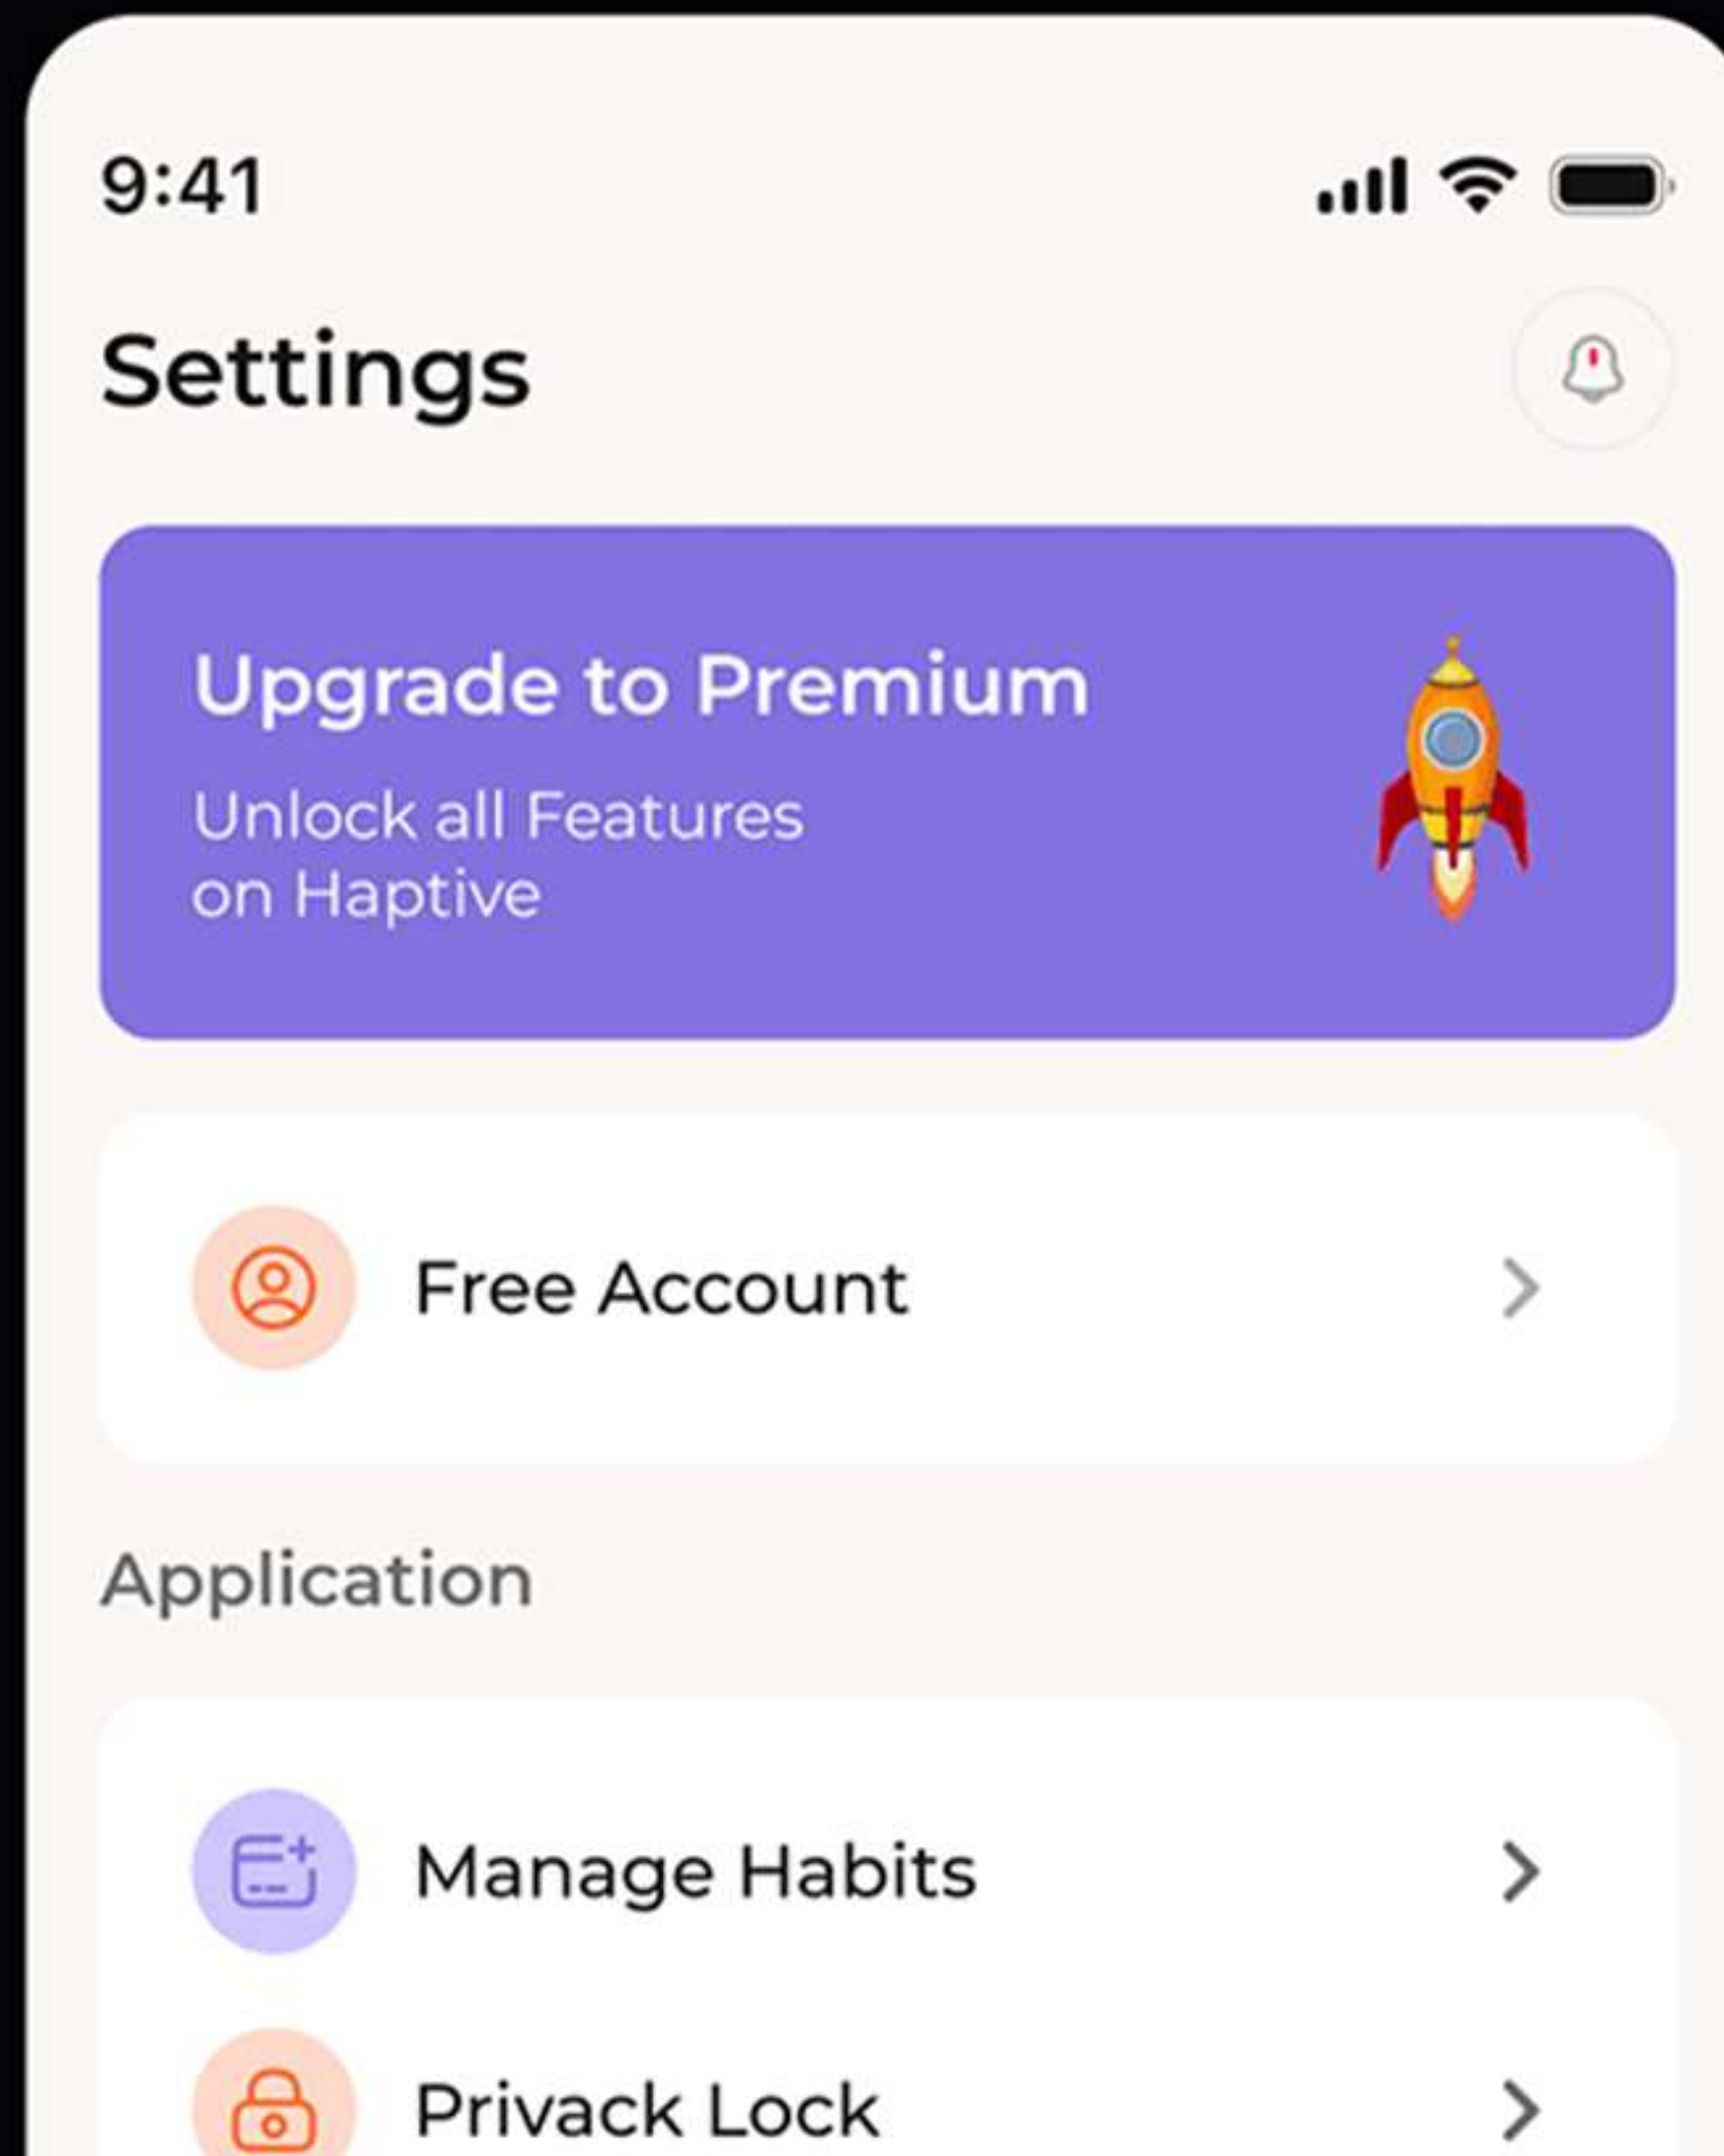 9:41
Settings
Upgrade to Premium
Unlock all Features
on Haptive
Free Account
Application
Manage Habits
Privack Lock